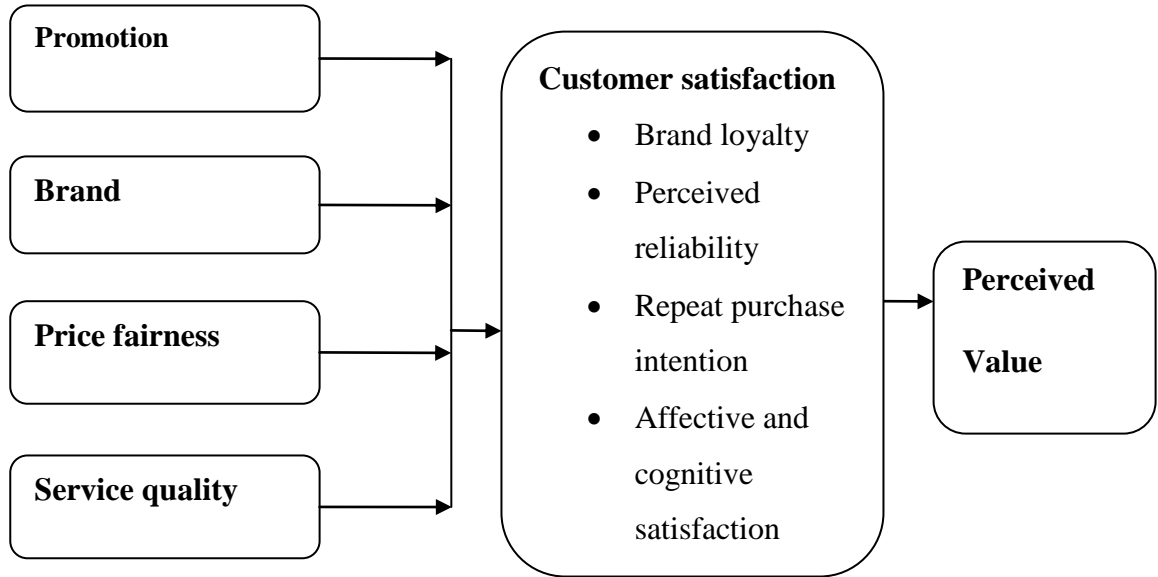 Promotion
Brand
Price fairness
Service quality
Customer satisfaction
• Brand loyalty
• Perceived
reliability
• Repeat purchase
intention
• Affective and
cognitive
satisfaction
Perceived
Value